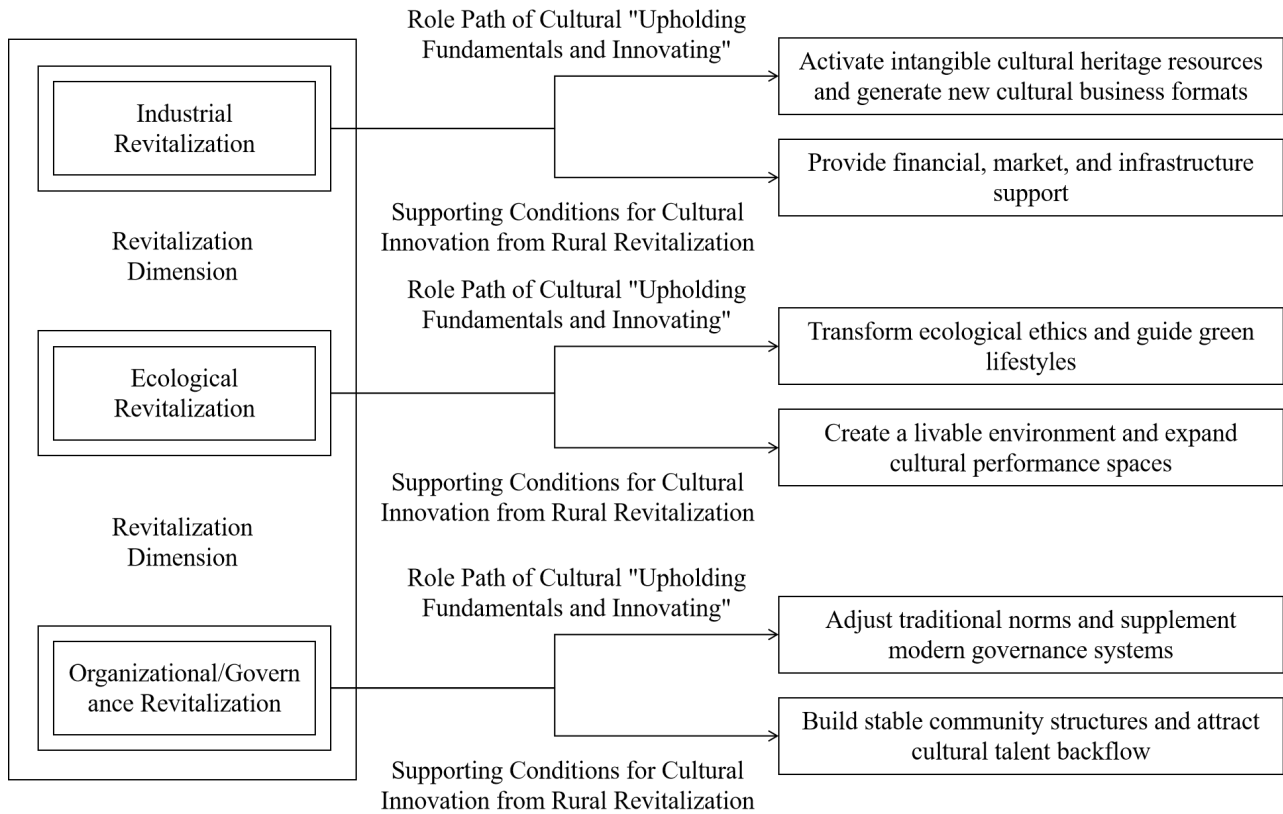 Role Path of Cultural "Upholding
Fundamentals and Innovating"
Industrial
Revitalization
Activate intangible cultural heritage resources
and generate new cultural business formats
Provide financial, market, and infrastructure
support
Supporting Conditions for Cultural
Innovation from Rural Revitalization
Revitalization
Dimension
Role Path of Cultural "Upholding
Fundamentals and Innovating"
Ecological
Revitalization
Transform ecological ethics and guide green
lifestyles
Create a livable environment and expand
cultural performance spaces
Supporting Conditions for Cultural
Innovation from Rural Revitalization
Revitalization
Dimension
Role Path of Cultural "Upholding
Fundamentals and Innovating"
Organizational/Govern
ance Revitalization
Adjust traditional norms and supplement
modern governance systems
Build stable community structures and attract
cultural talent backflow
Supporting Conditions for Cultural
Innovation from Rural Revitalization